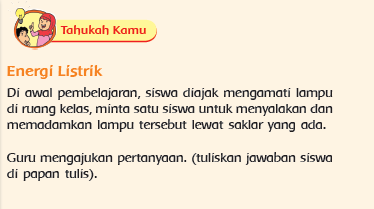 Tahukah Kamu
Energi Listrik
Di awal pembelajaran, siswa diajak mengamati lampu
di ruang kelas, minta satu siswa untuk menyalakan dan
memadamkan lampu tersebut lewat saklar yang ada.
Guru mengajukan pertanyaan. (tuliskan jawaban siswa
di papan tulis).